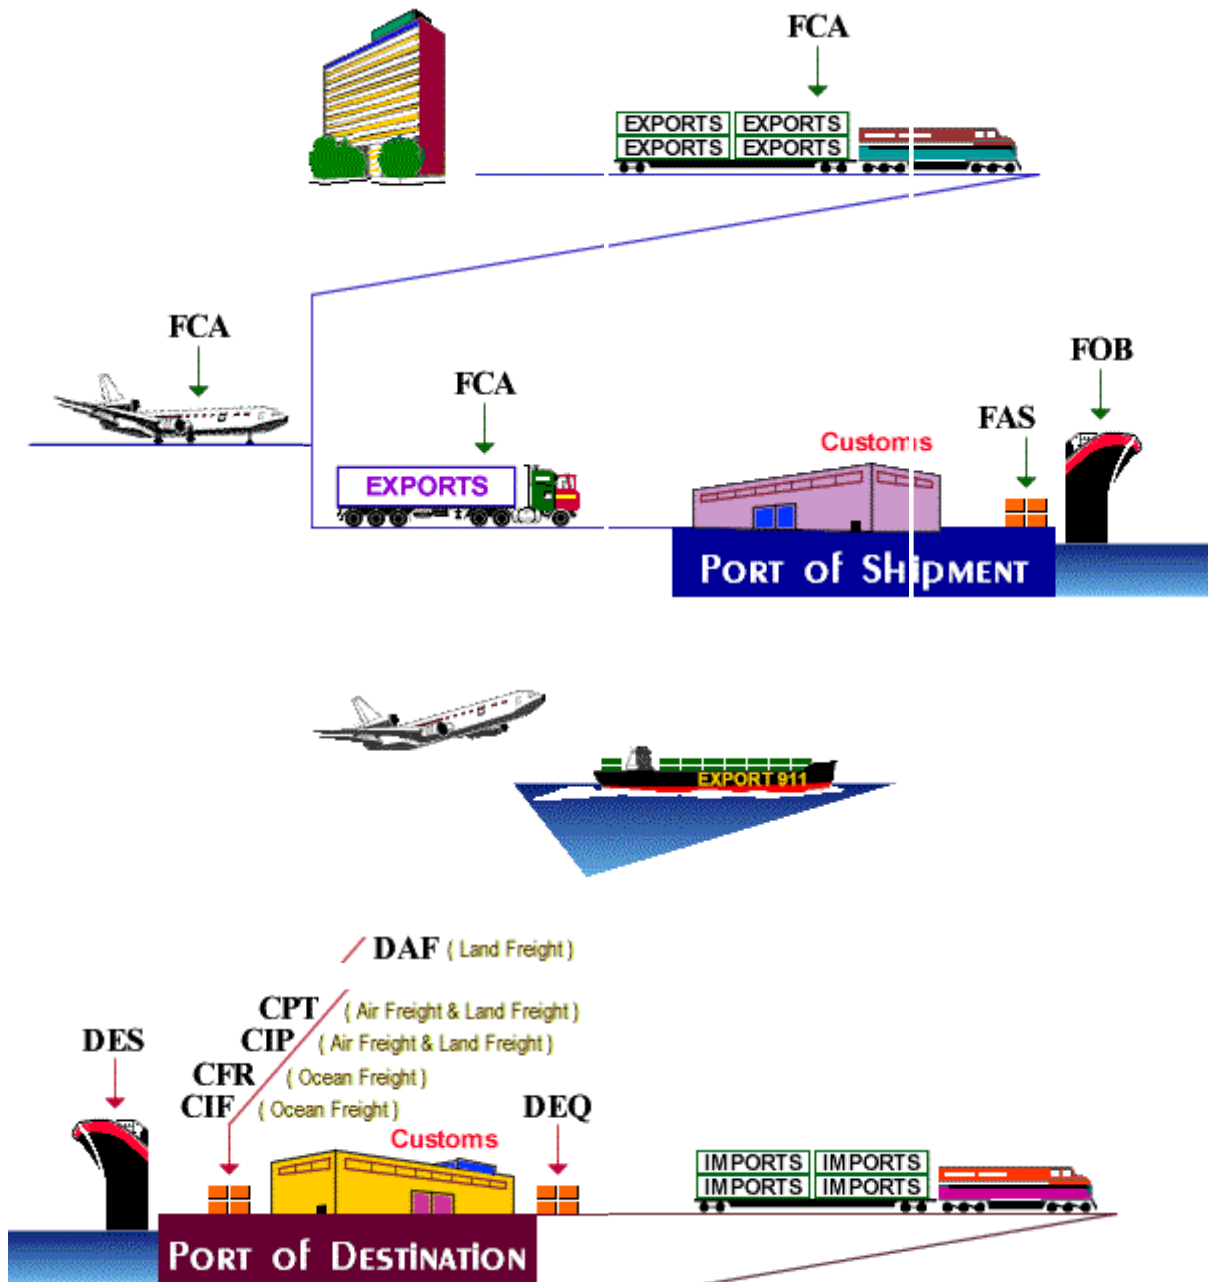 FCA
EXPORTS EXPORTS
EXPORTS EXPORTS
FCA
FCA
FOB
FAS
Customs
EXPORTS
PORT of SHIPMENT
EXPORT 911
DAF ( Land Freight )
CPT ( Air Freight & Land Freight )
CIP ( Air Freight & Land Freight )
DES
CFR ( Ocean Freight )
CIF ( Ocean Freight )
DEQ
Customs
IMPORTS IMPORTS
IMPORTS IMPORTS
PORT of DESTINATION